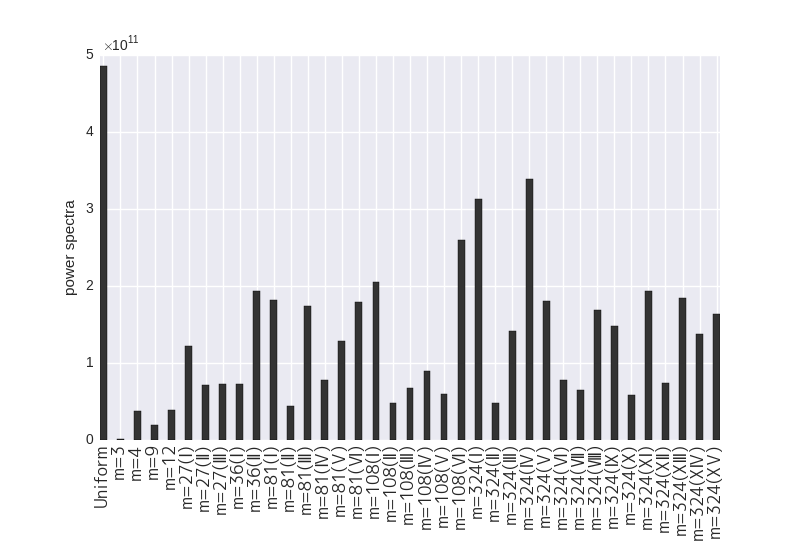 ×10¹¹
5
4
3
2
1
0
power spectra
Uniform
m=3
m=4
m=9
m=12
m=27(Ⅰ)
m=27(Ⅱ)
m=27(Ⅲ)
m=36(Ⅰ)
m=36(Ⅱ)
m=81(Ⅰ)
m=81(Ⅱ)
m=81(Ⅲ)
m=81(Ⅳ)
m=81(Ⅴ)
m=81(Ⅵ)
m=108(Ⅰ)
m=108(Ⅱ)
m=108(Ⅲ)
m=108(Ⅳ)
m=108(Ⅴ)
m=108(Ⅵ)
m=324(Ⅰ)
m=324(Ⅱ)
m=324(Ⅲ)
m=324(Ⅳ)
m=324(Ⅴ)
m=324(Ⅵ)
m=324(Ⅶ)
m=324(Ⅷ)
m=324(Ⅸ)
m=324(Ⅹ)
m=324(Ⅺ)
m=324(Ⅻ)
m=324(XⅢ)
m=324(XⅣ)
m=324(XⅤ)